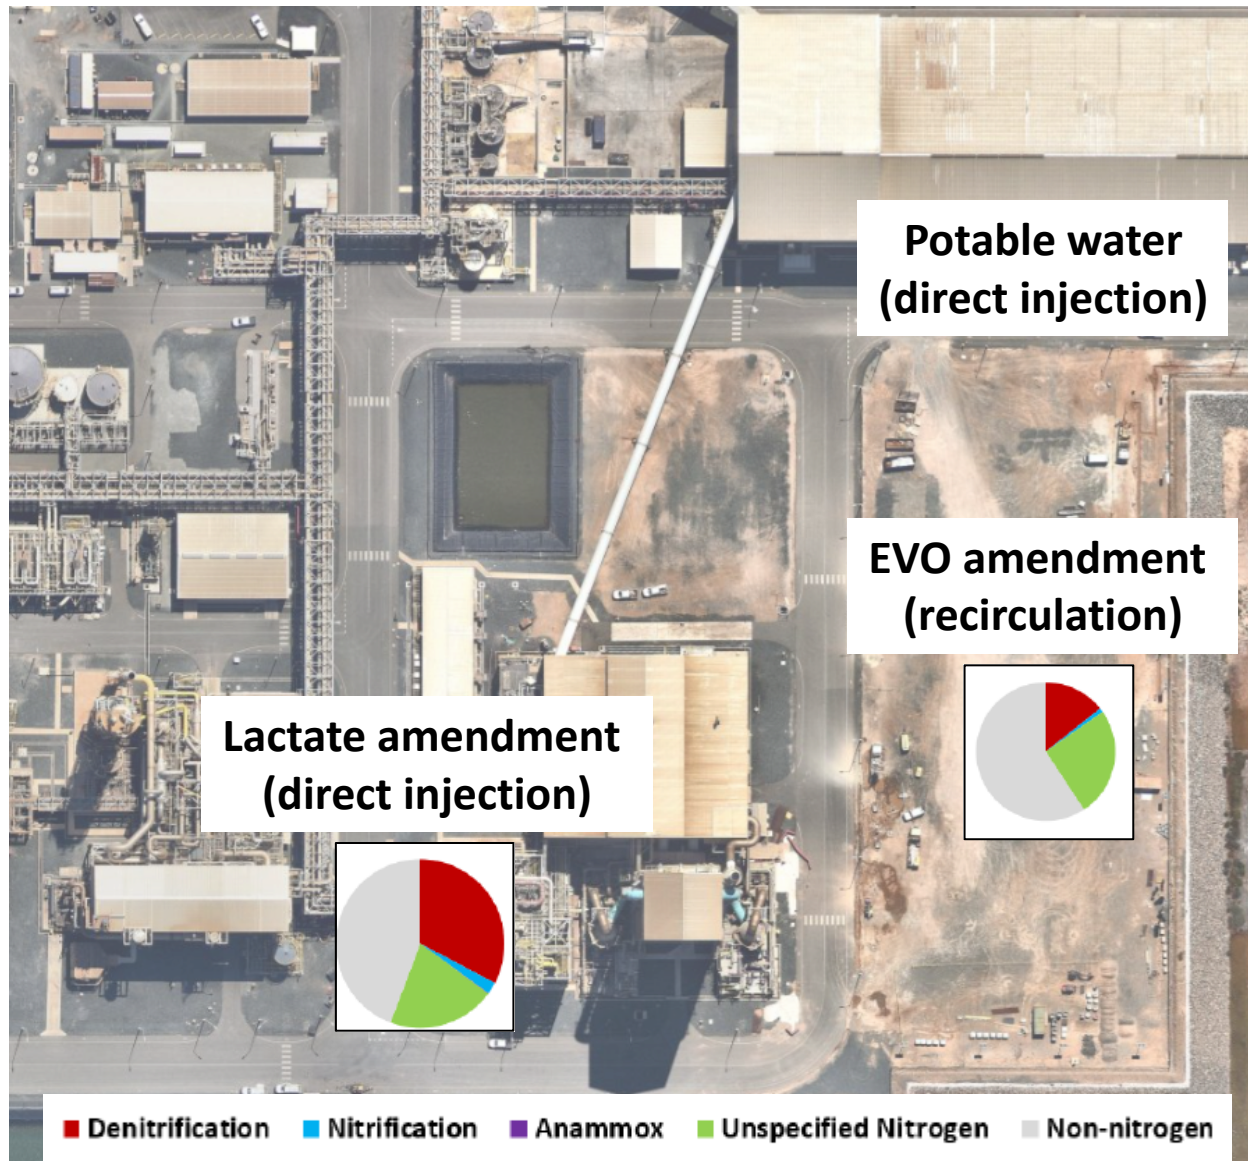 Potable water
(direct injection)
EVO amendment
(recirculation)
Lactate amendment
(direct injection)
Denitrification Nitrification Anammox Unspecified Nitrogen Non-nitrogen